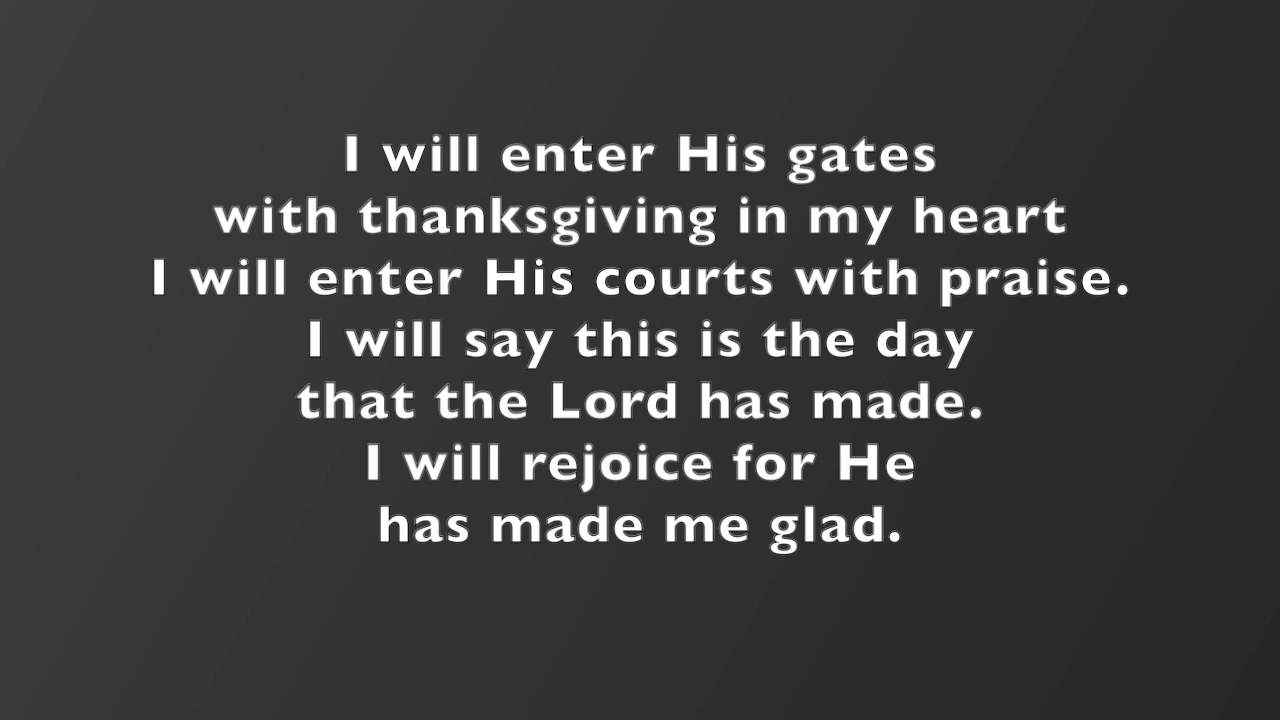 I will enter His gates
with thanksgiving in my heart
I will enter His courts with praise.
I will say this is the day
that the Lord has made.
I will rejoice for He
has made me glad.